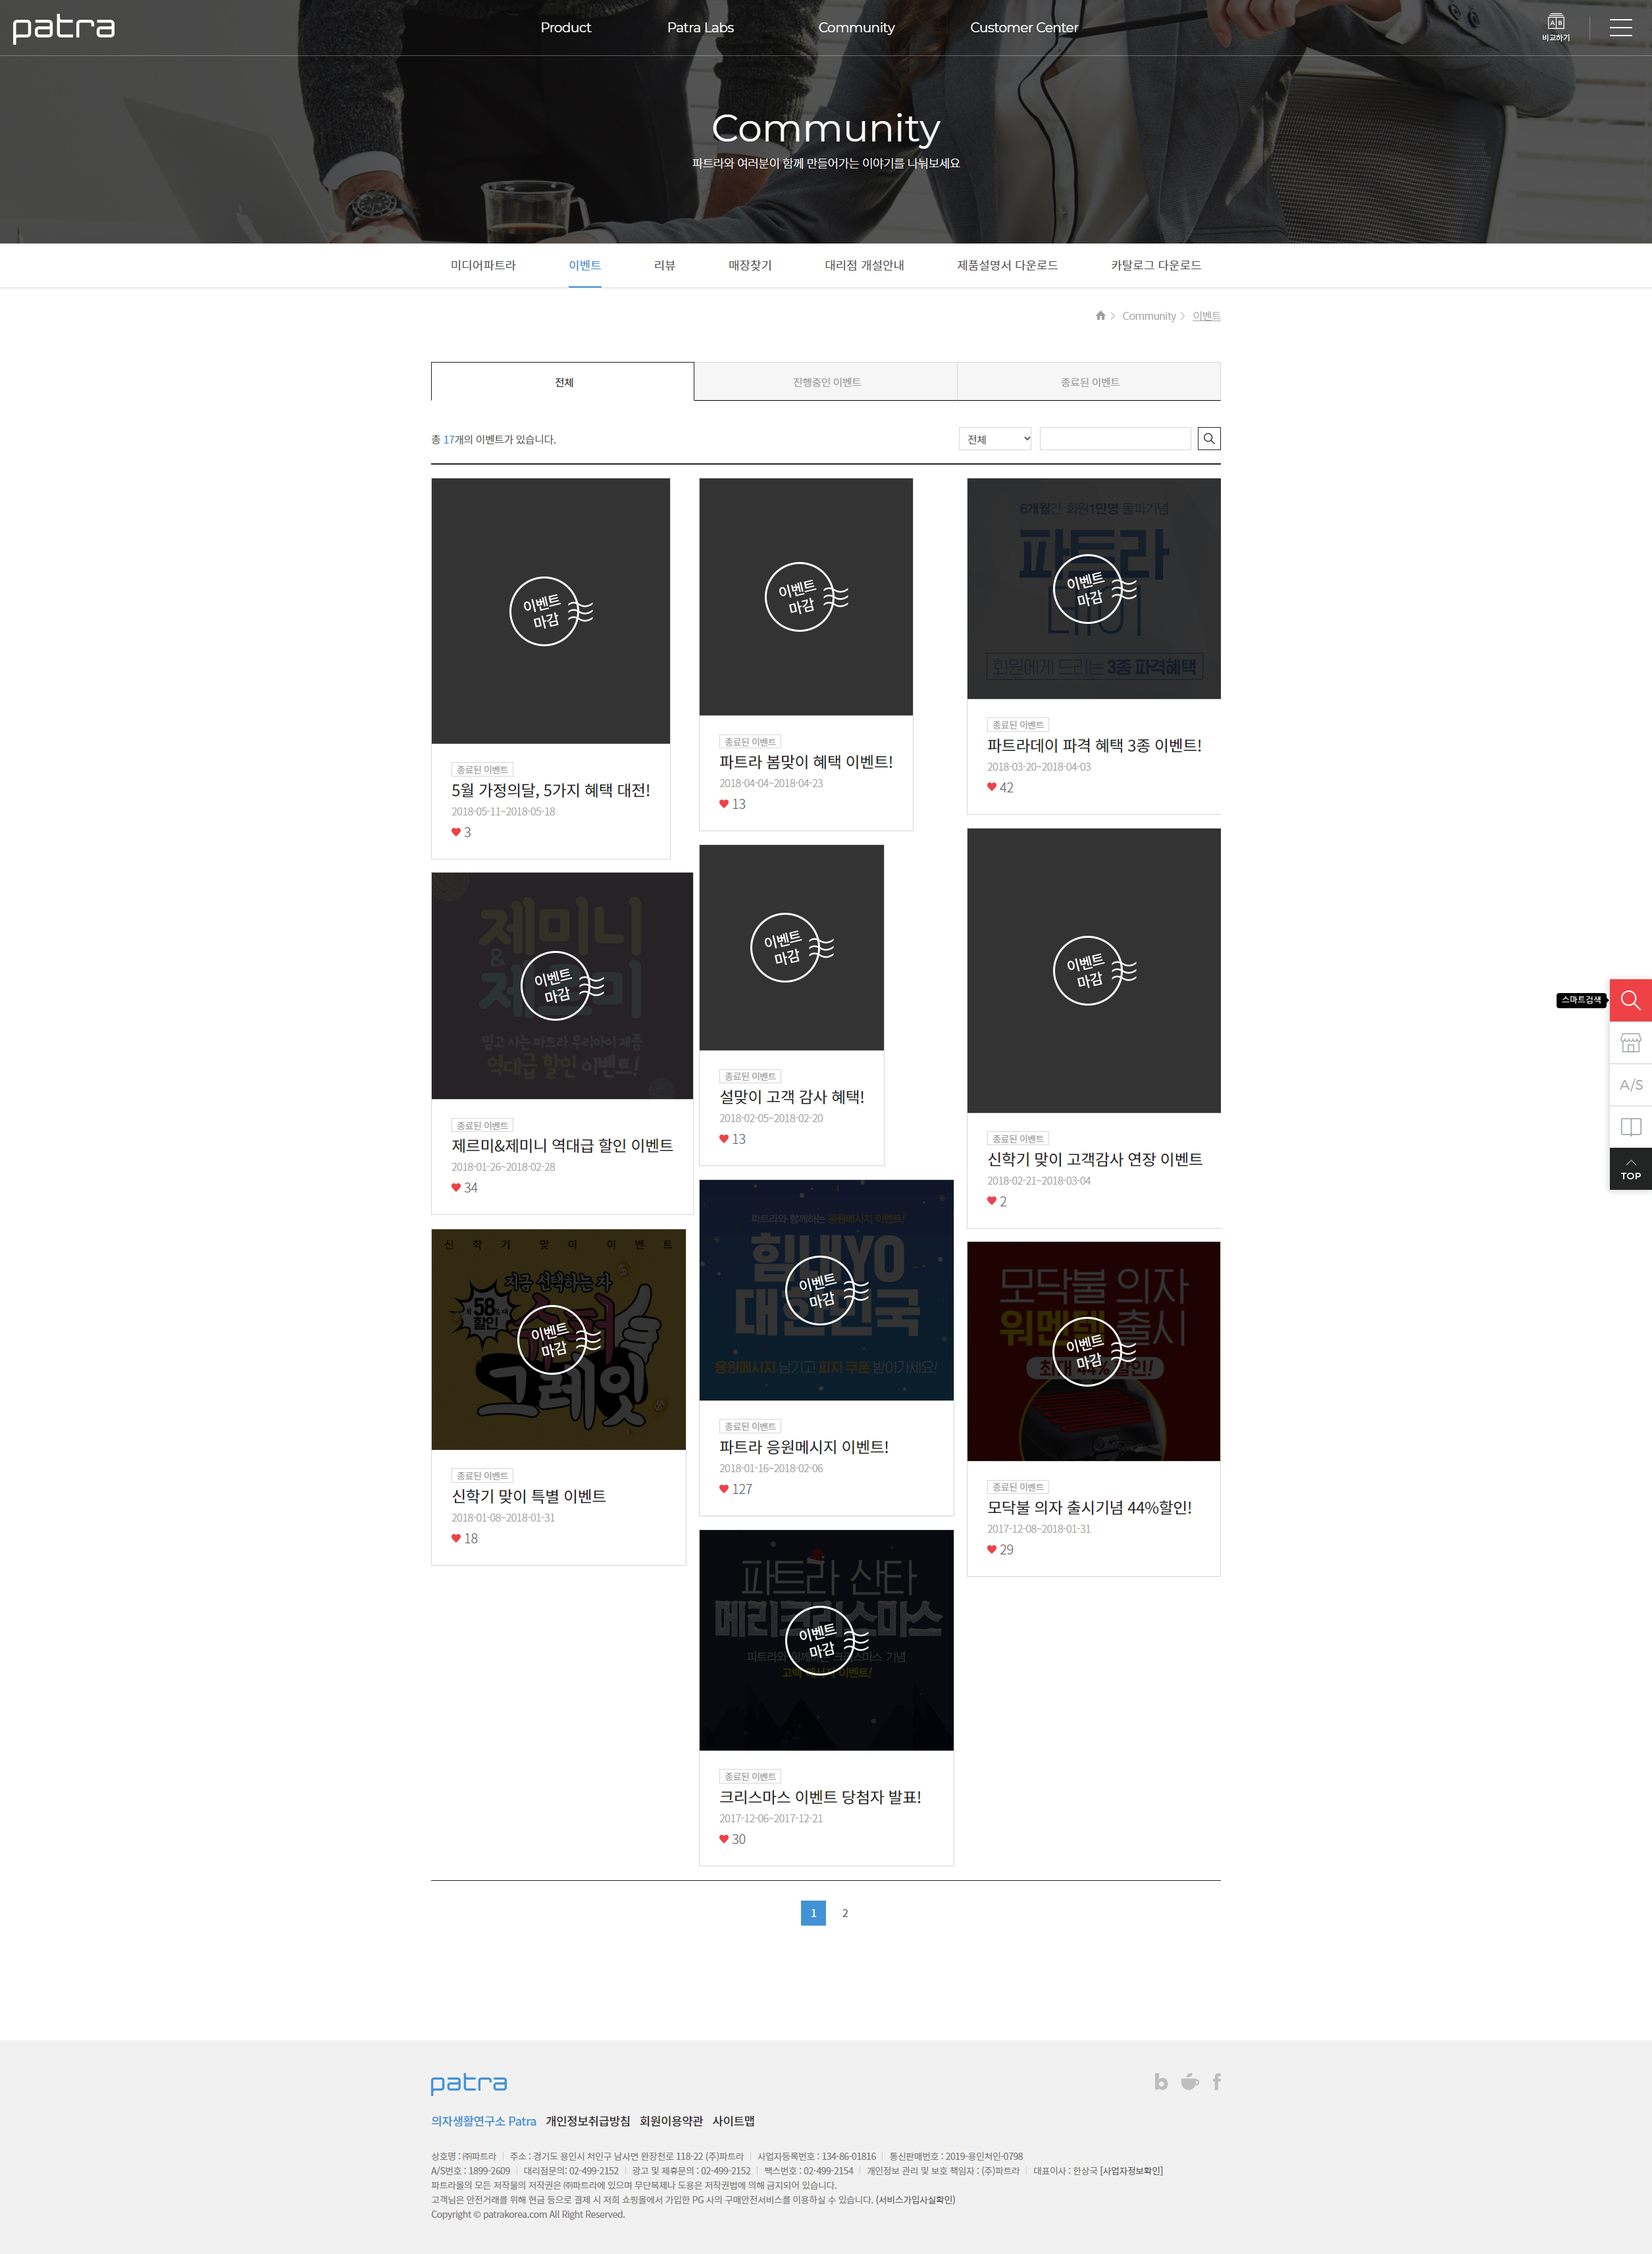 patra
Product
Patra Labs
Community
Customer Center
A B
비교하기
Community
파트라와 여러분이 함께 만들어가는 이야기를 나눠보세요
미디어파트라
이벤트
리뷰
매장찾기
대리점 개설안내
제품설명서 다운로드
카탈로그 다운로드
Community
이벤트
전체
진행중인 이벤트
종료된 이벤트
총 17개의 이벤트가 있습니다.
전체
이벤트
마감
종료된 이벤트
5월 가정의달, 5가지 혜택 대전!
2018-05-11~2018-05-18
3
이벤트
마감
종료된 이벤트
파트라 봄맞이 혜택 이벤트!
2018-04-04~2018-04-23
13
6개월간 회원1만명 돌파기념
파트라
데이
회원에게 드리는 3종 파격혜택
이벤트
마감
종료된 이벤트
파트라데이 파격 혜택 3종 이벤트!
2018-03-20~2018-04-03
42
제미니
&
제르미
믿고 사는 파트라 우리아이 제품
역대급 할인 이벤트!
이벤트
마감
종료된 이벤트
제르미&제미니 역대급 할인 이벤트
2018-01-26~2018-02-28
34
이벤트
마감
종료된 이벤트
설맞이 고객 감사 혜택!
2018-02-05~2018-02-20
13
이벤트
마감
종료된 이벤트
신학기 맞이 고객감사 연장 이벤트
2018-02-21~2018-03-04
2
신 학 기 맞 이 이 벤 트
지금 선택하는 자
58%
할인
슈퍼
그레잇
이벤트
마감
종료된 이벤트
신학기 맞이 특별 이벤트
2018-01-08~2018-01-31
18
파트라와 함께하는 응원메시지 이벤트!
힘내YO
대한민국
응원메시지 남기고 피자 쿠폰 받아가세요!
이벤트
마감
종료된 이벤트
파트라 응원메시지 이벤트!
2018-01-16~2018-02-06
127
모닥불 의자
워멘텍 출시
최대 44% 할인!
이벤트
마감
종료된 이벤트
모닥불 의자 출시기념 44%할인!
2017-12-08~2018-01-31
29
파트라 산타
메리크리스마스
파트라와 함께하는 크리스마스 기념
고백 메시지 이벤트!
이벤트
마감
종료된 이벤트
크리스마스 이벤트 당첨자 발표!
2017-12-06~2017-12-21
30
스마트검색
A/S
TOP
1
2
patra
의자생활연구소 Patra 개인정보취급방침 회원이용약관 사이트맵
상호명 : ㈜파트라 주소 : 경기도 용인시 처인구 남사면 완장천로 118-22 (주)파트라 사업자등록번호 : 134-86-01816 통신판매번호 : 2019-용인처인-0798
A/S번호 : 1899-2609 대리점문의: 02-499-2152 광고 및 제휴문의 : 02-499-2152 팩스번호 : 02-499-2154 개인정보 관리 및 보호 책임자 : (주)파트라 대표이사 : 한상국 [사업자정보확인]
파트라몰의 모든 저작물의 저작권은 ㈜파트라에 있으며 무단복제나 도용은 저작권법에 의해 금지되어 있습니다.
고객님은 안전거래를 위해 현금 등으로 결제 시 저희 쇼핑몰에서 가입한 PG 사의 구매안전서비스를 이용하실 수 있습니다. (서비스가입사실확인)
Copyright © patrakorea.com All Right Reserved.